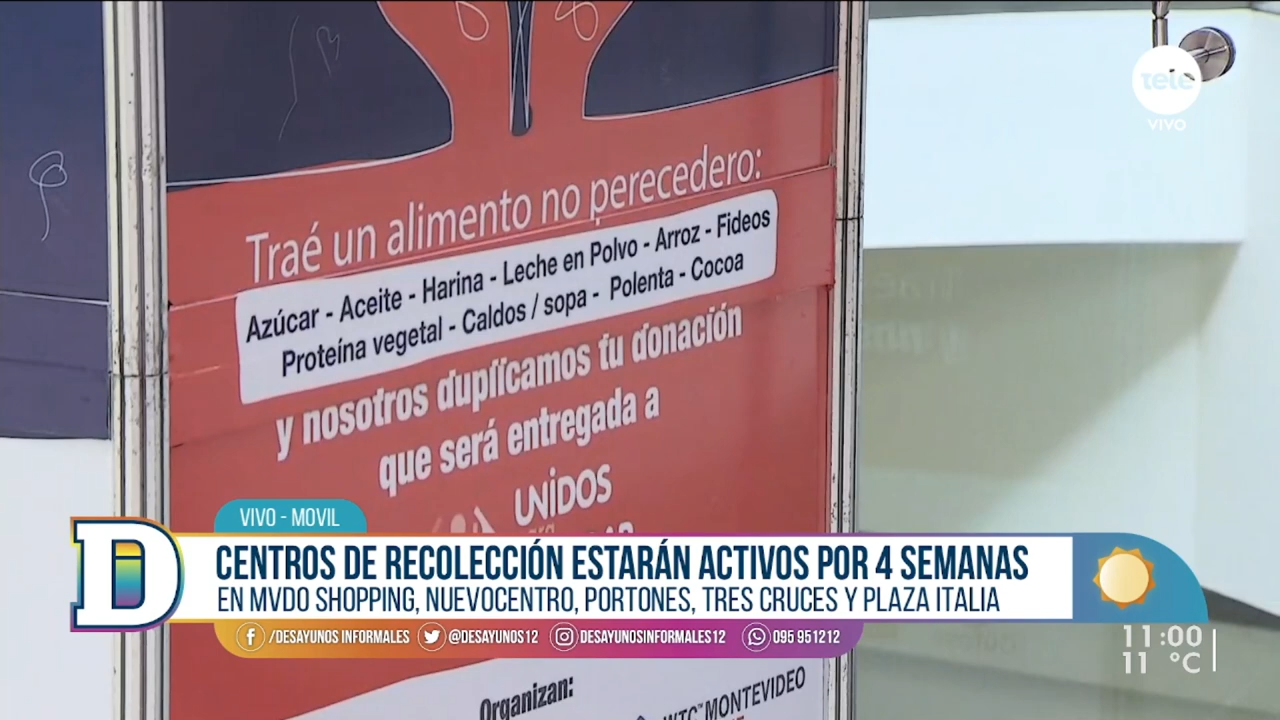 tele
VIVO
Traé un alimento no perecedero:
Azúcar - Aceite - Harina - Leche en Polvo - Arroz - Fideos
Proteína vegetal - Caldos / sopa - Polenta - Cocoa
y nosotros duplicamos tu donación
que será entregada a
UNIDOS
VIVO - MOVIL
D
CENTROS DE RECOLECCIÓN ESTARÁN ACTIVOS POR 4 SEMANAS
EN MVDO SHOPPING, NUEVOCENTRO, PORTONES, TRES CRUCES Y PLAZA ITALIA
/DESAYUNOS INFORMALES @DESAYUNOS12 DESAYUNOSINFORMALES12 095 951212
11:00
11 °C
Organizan:
WTC MONTEVIDEO